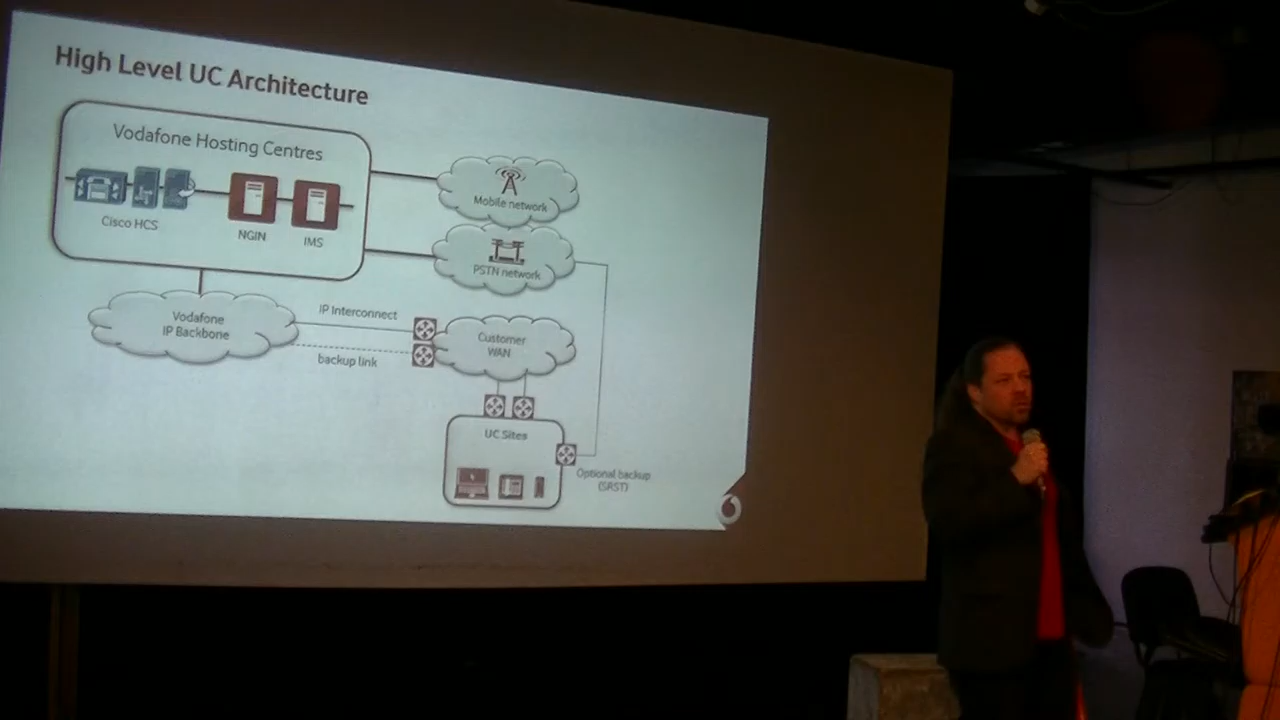 High Level UC Architecture
Vodafone Hosting Centres
Cisco HCS
NGIN
IMS
Mobile network
PSTN network
Vodafone
IP Backbone
IP Interconnect
backup link
Customer
WAN
UC Sites
Optional backup
(SRST)